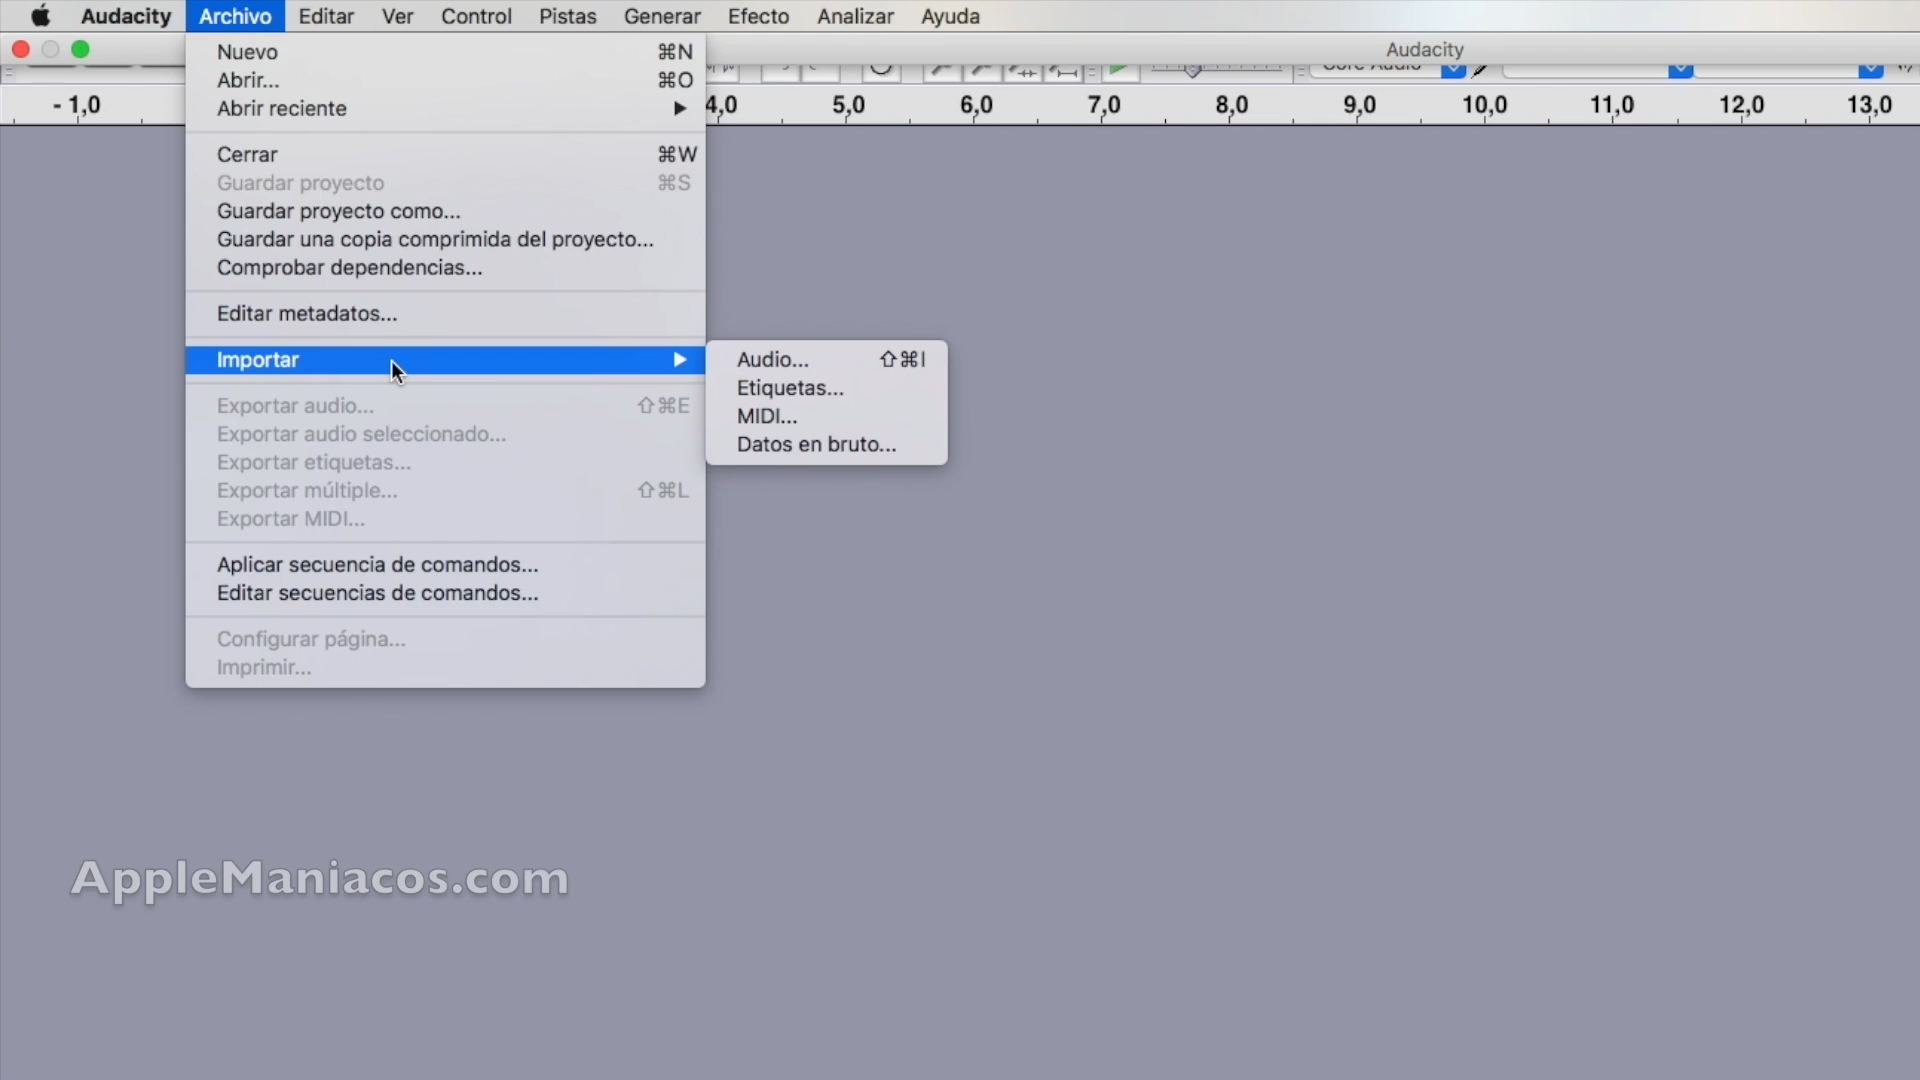 Audacity Archivo Editar Ver Control Pistas Generar Efecto Analizar Ayuda
Audacity
Core Audio
- 1,0 4,0 5,0 6,0 7,0 8,0 9,0 10,0 11,0 12,0 13,0
Nuevo ⌘N
Abrir... ⌘O
Abrir reciente ▶
Cerrar ⌘W
Guardar proyecto ⌘S
Guardar proyecto como...
Guardar una copia comprimida del proyecto...
Comprobar dependencias...
Editar metadatos...
Importar ▶
Audio... ⇧⌘I
Etiquetas...
MIDI...
Datos en bruto...
Exportar audio... ⇧⌘E
Exportar audio seleccionado...
Exportar etiquetas...
Exportar múltiple... ⇧⌘L
Exportar MIDI...
Aplicar secuencia de comandos...
Editar secuencias de comandos...
Configurar página...
Imprimir...
AppleManiacos.com